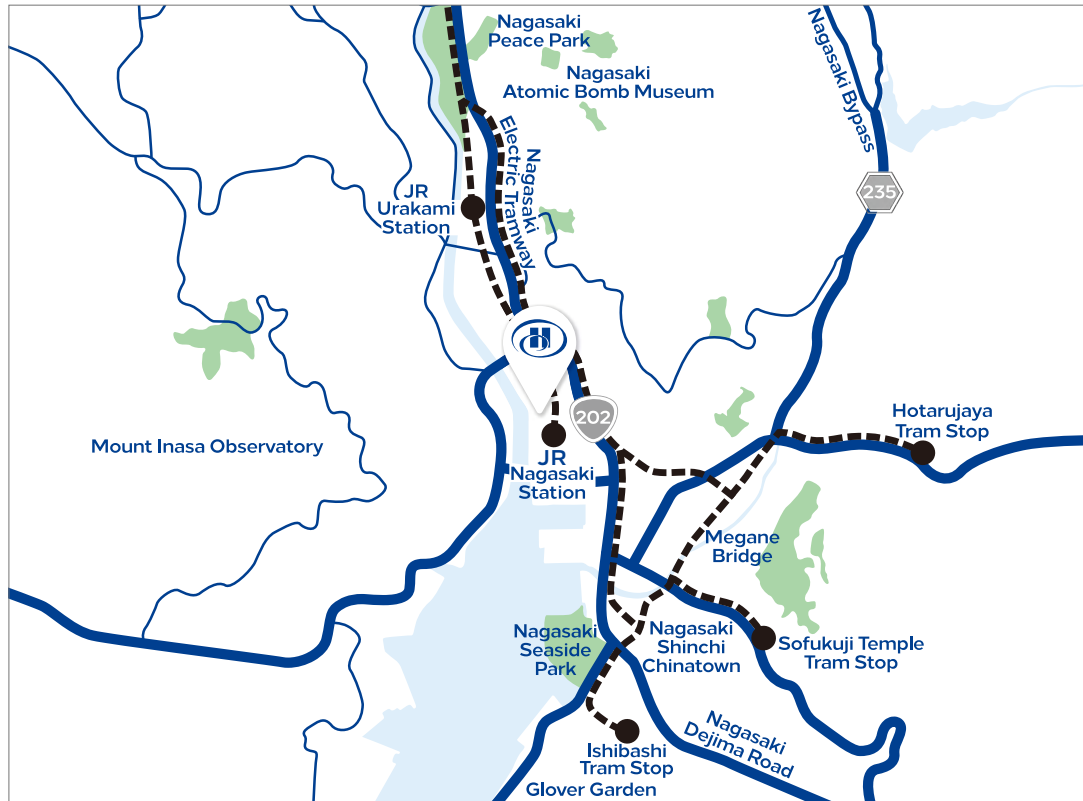 Nagasaki
Peace Park
Nagasaki
Atomic Bomb Museum
Nagasaki Bypass
Nagasaki
Electric Tramway
235
JR
Urakami
Station
H
202
Hotarujaya
Tram Stop
Mount Inasa Observatory
JR
Nagasaki
Station
Megane
Bridge
Nagasaki
Seaside
Park
Nagasaki
Shinchi
Chinatown
Sofukuji Temple
Tram Stop
Nagasaki
Dejima Road
Ishibashi
Tram Stop
Glover Garden